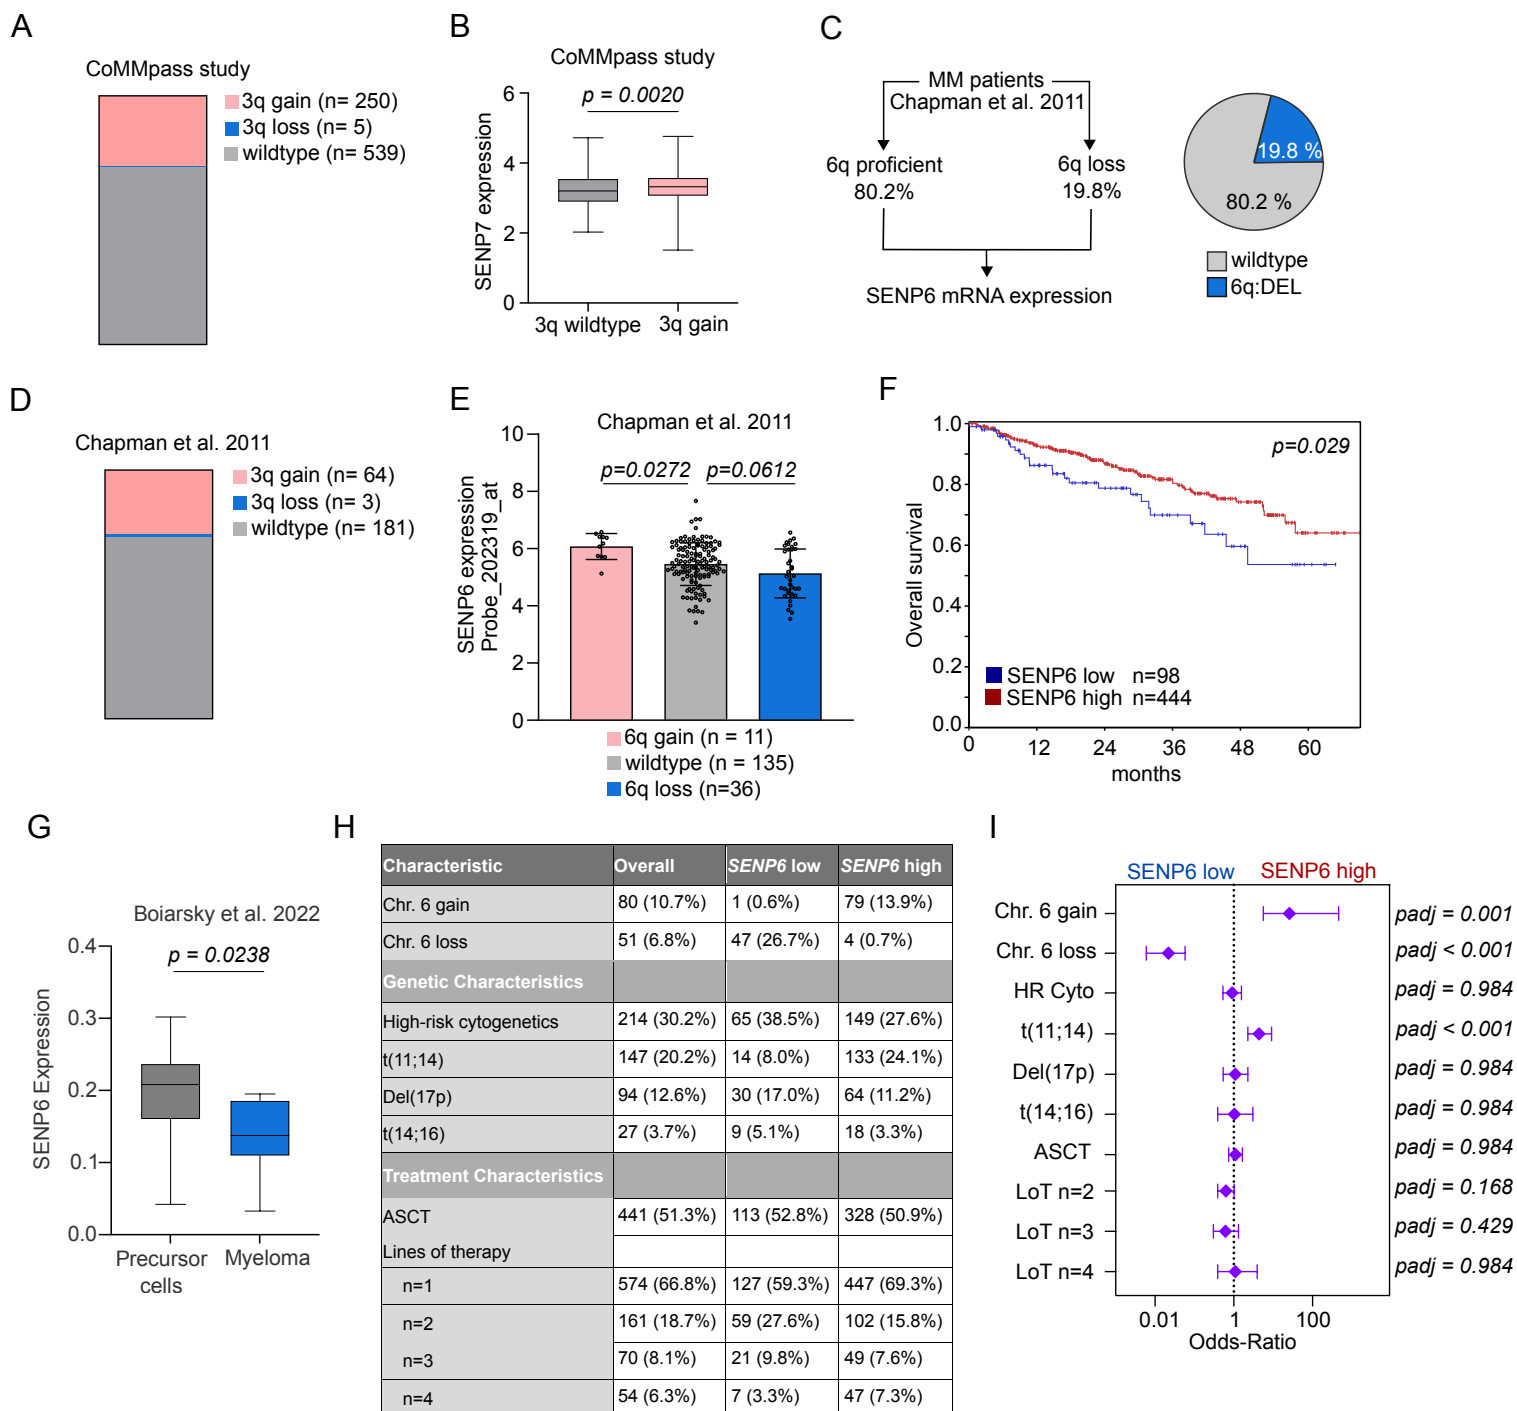 A
CoMMpass study
3q gain (n= 250)
3q loss (n= 5)
wildtype (n= 539)
B
CoMMpass study
p = 0.0020
SENP7 expression
6
4
2
0
3q wildtype 3q gain
C
MM patients
Chapman et al. 2011
6q proficient
80.2%
6q loss
19.8%
SENP6 mRNA expression
19.8 %
80.2 %
wildtype
6q:DEL
D
Chapman et al. 2011
3q gain (n= 64)
3q loss (n= 3)
wildtype (n= 181)
E
Chapman et al. 2011
p=0.0272 p=0.0612
SENP6 expression
Probe_202319_at
10
8
6
4
2
0
6q gain (n = 11)
wildtype (n = 135)
6q loss (n=36)
F
p=0.029
Overall survival
1.0
0.8
0.6
0.4
0.2
0.0
SENP6 low n=98
SENP6 high n=444
0 12 24 36 48 60
months
G
Boiarsky et al. 2022
p = 0.0238
SENP6 Expression
0.4
0.3
0.2
0.1
0.0
Precursor
cells
Myeloma
H
Characteristic Overall SENP6 low SENP6 high
Chr. 6 gain 80 (10.7%) 1 (0.6%) 79 (13.9%)
Chr. 6 loss 51 (6.8%) 47 (26.7%) 4 (0.7%)
Genetic Characteristics
High-risk cytogenetics 214 (30.2%) 65 (38.5%) 149 (27.6%)
t(11;14) 147 (20.2%) 14 (8.0%) 133 (24.1%)
Del(17p) 94 (12.6%) 30 (17.0%) 64 (11.2%)
t(14;16) 27 (3.7%) 9 (5.1%) 18 (3.3%)
Treatment Characteristics
ASCT 441 (51.3%) 113 (52.8%) 328 (50.9%)
Lines of therapy
n=1 574 (66.8%) 127 (59.3%) 447 (69.3%)
n=2 161 (18.7%) 59 (27.6%) 102 (15.8%)
n=3 70 (8.1%) 21 (9.8%) 49 (7.6%)
n=4 54 (6.3%) 7 (3.3%) 47 (7.3%)
I
SENP6 low SENP6 high
Chr. 6 gain padj = 0.001
Chr. 6 loss padj < 0.001
HR Cyto padj = 0.984
t(11;14) padj < 0.001
Del(17p) padj = 0.984
t(14;16) padj = 0.984
ASCT padj = 0.984
LoT n=2 padj = 0.168
LoT n=3 padj = 0.429
LoT n=4 padj = 0.984
0.01 1 100
Odds-Ratio